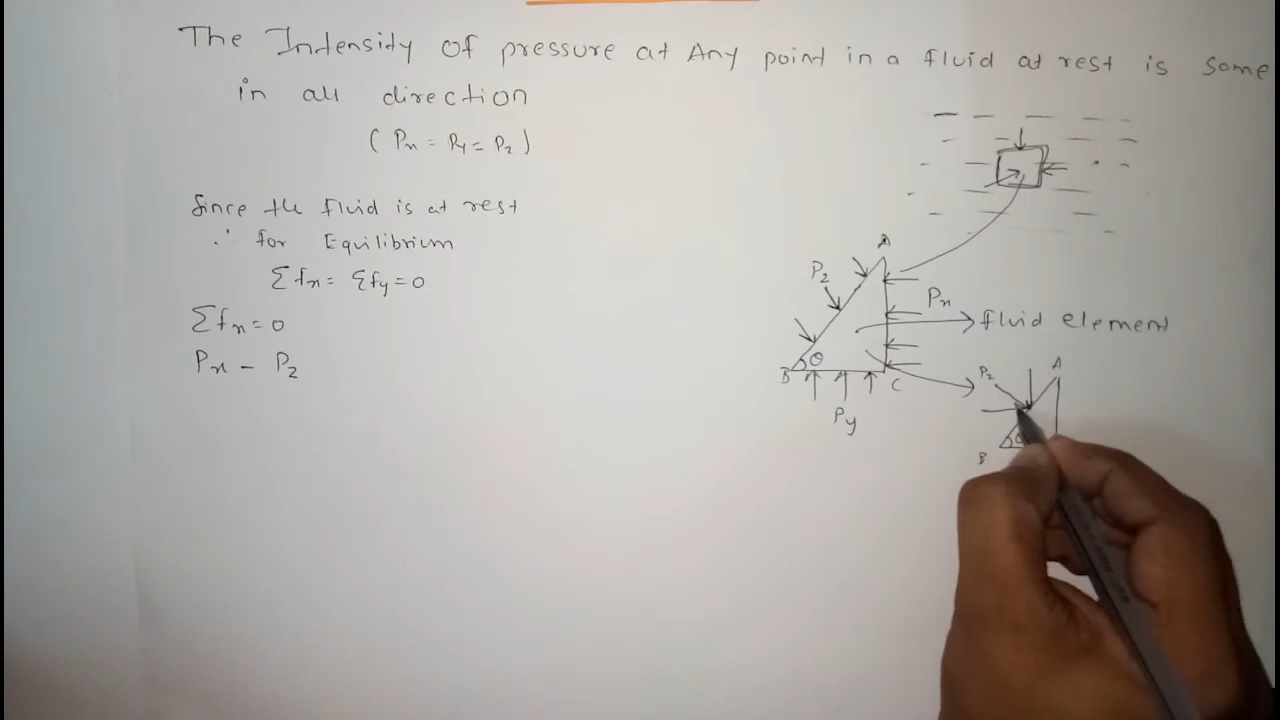 The Intensity of pressure at Any point in a fluid at rest is same
in all direction
(Px = Py = Pz)
Since the fluid is at rest
∴ for Equilibrium
Σfx = Σfy = 0
Σfx = 0
Px - Pz
A
Pz
Px
fluid element
B θ C
Py
Pz A
B